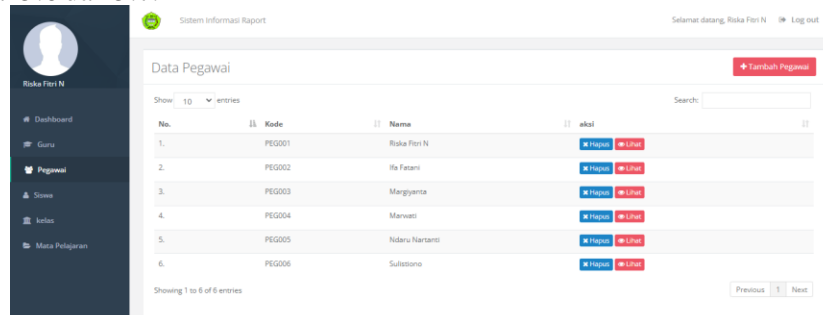 Sistem Informasi Raport
Selamat datang, Riska Fitri N Log out
Riska Fitri N
Dashboard
Guru
Pegawai
Siswa
kelas
Mata Pelajaran
Data Pegawai
+Tambah Pegawai
Show 10 entries
Search:
No. Kode Nama aksi
1. PEG001 Riska Fitri N Hapus Lihat
2. PEG002 Ifa Fatani Hapus Lihat
3. PEG003 Margiyanta Hapus Lihat
4. PEG004 Marwati Hapus Lihat
5. PEG005 Ndaru Nartanti Hapus Lihat
6. PEG006 Sulistiono Hapus Lihat
Showing 1 to 6 of 6 entries
Previous 1 Next